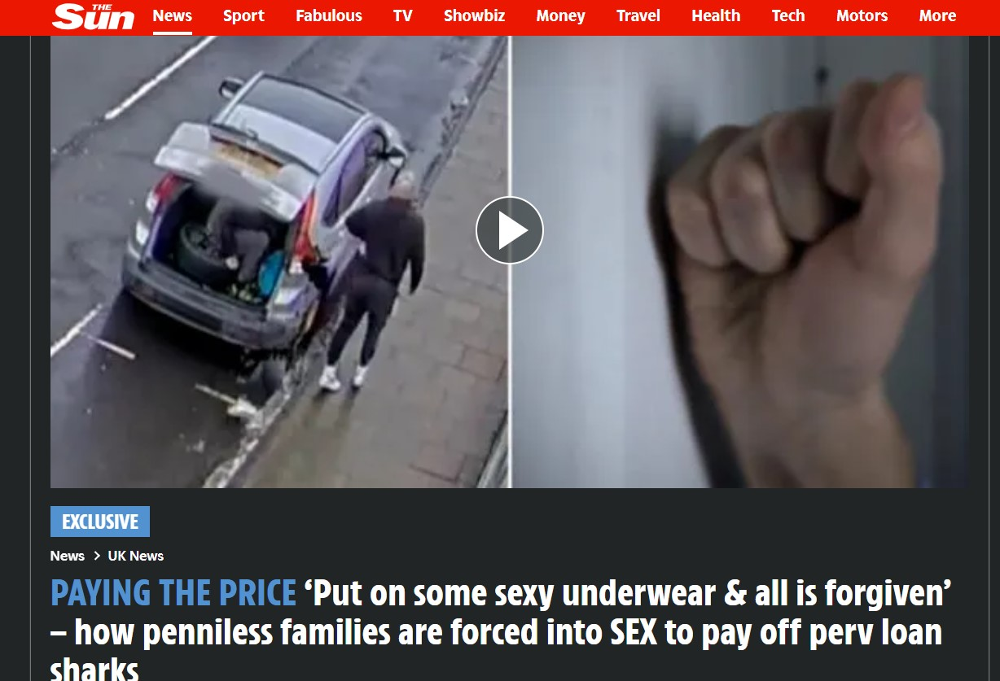 THE Sun News Sport Fabulous TV Showbiz Money Travel Health Tech Motors More
EXCLUSIVE
News > UK News
PAYING THE PRICE ‘Put on some sexy underwear & all is forgiven’
– how penniless families are forced into SEX to pay off perv loan
sharks